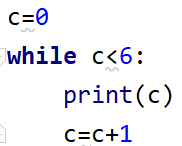 c=0
while c<6:
    print(c)
    c=c+1